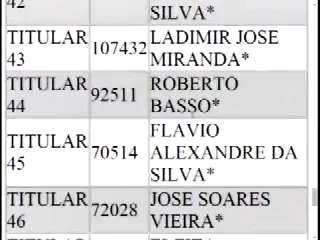 42
SILVA*
TITULAR 43
107432
LADIMIR JOSE
MIRANDA*
TITULAR 44
92511
ROBERTO
BASSO*
TITULAR 45
70514
FLAVIO
ALEXANDRE DA
SILVA*
TITULAR 46
72028
JOSE SOARES
VIEIRA*